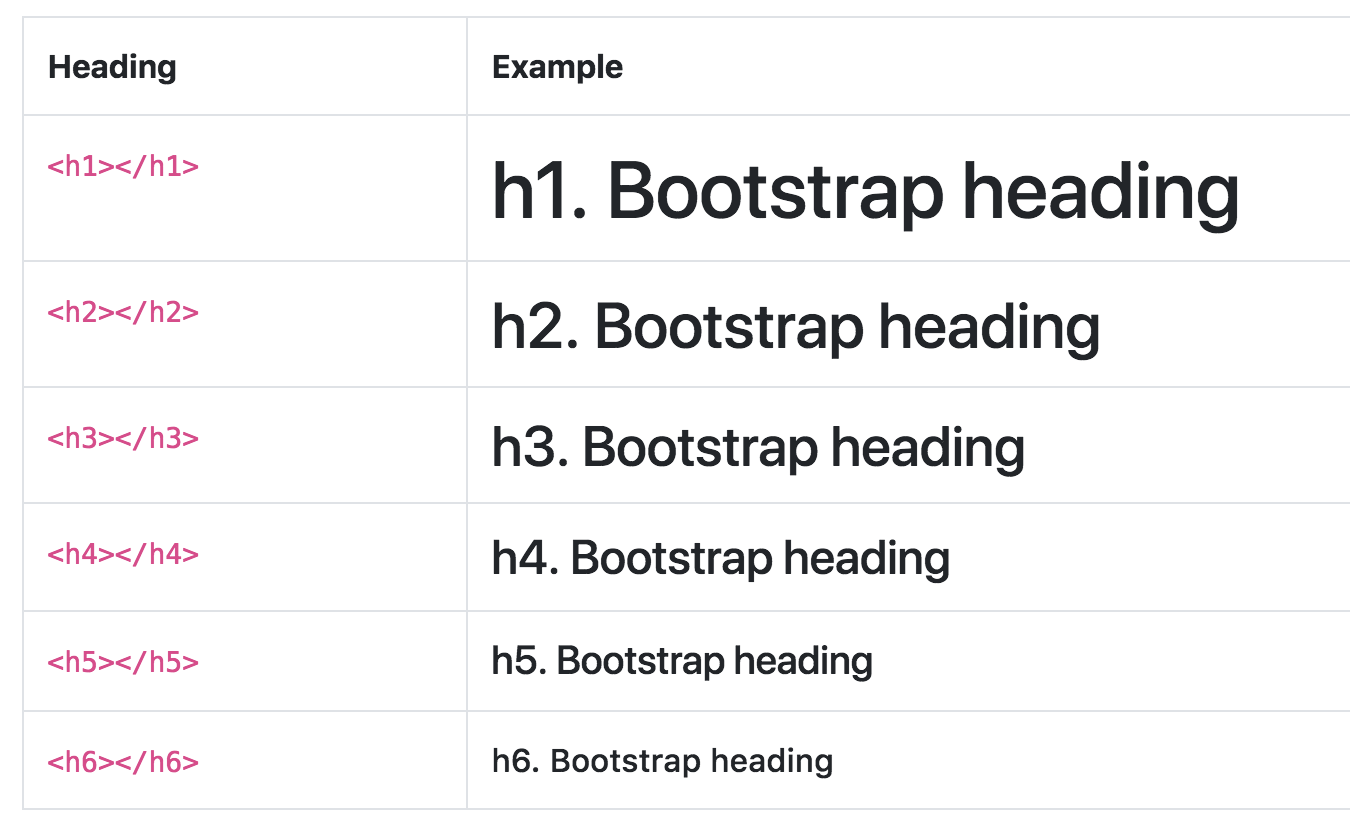 Heading Example
<h1></h1> h1. Bootstrap heading
<h2></h2> h2. Bootstrap heading
<h3></h3> h3. Bootstrap heading
<h4></h4> h4. Bootstrap heading
<h5></h5> h5. Bootstrap heading
<h6></h6> h6. Bootstrap heading